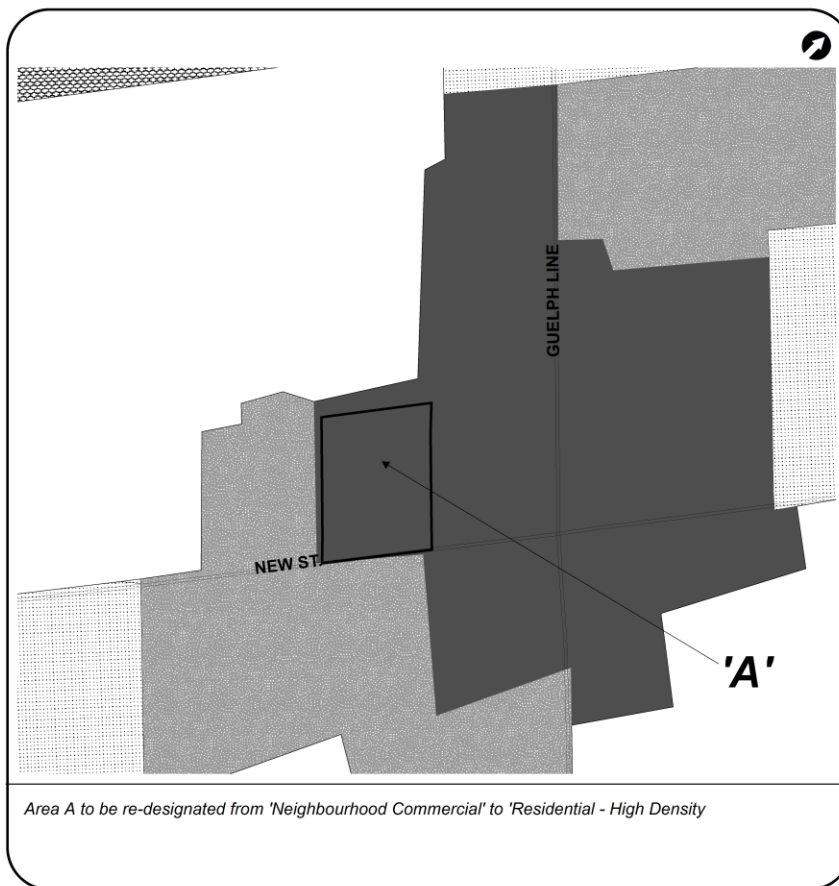 GUELPH LINE
NEW ST.
'A'
Area A to be re-designated from 'Neighbourhood Commercial' to 'Residential - High Density